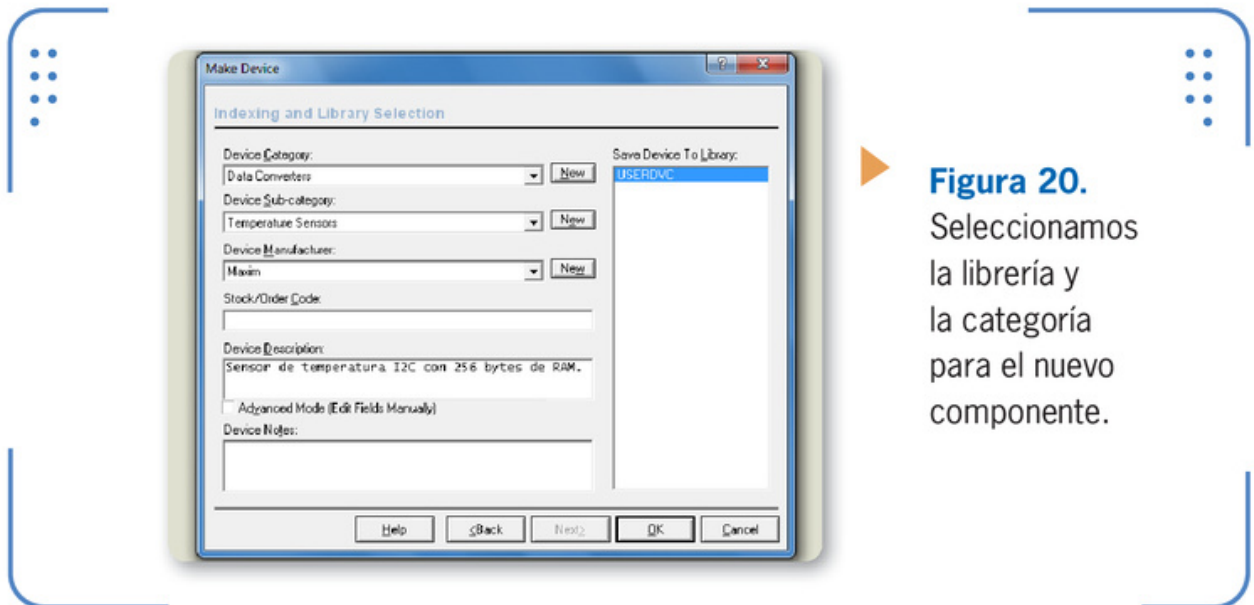 Make Device
Indexing and Library Selection
Device Category:
Data Converters
New
Device Sub-category:
Temperature Sensors
New
Device Manufacturer:
Maxim
New
Stock/Order Code:
Device Description:
Sensor de temperatura I2C con 256 bytes de RAM.
Advanced Mode (Edit Fields Manually)
Device Notes:
Save Device To Library:
USERDVC
Help
<Back
Next>
OK
Cancel
Figura 20.
Seleccionamos
la librería y
la categoría
para el nuevo
componente.